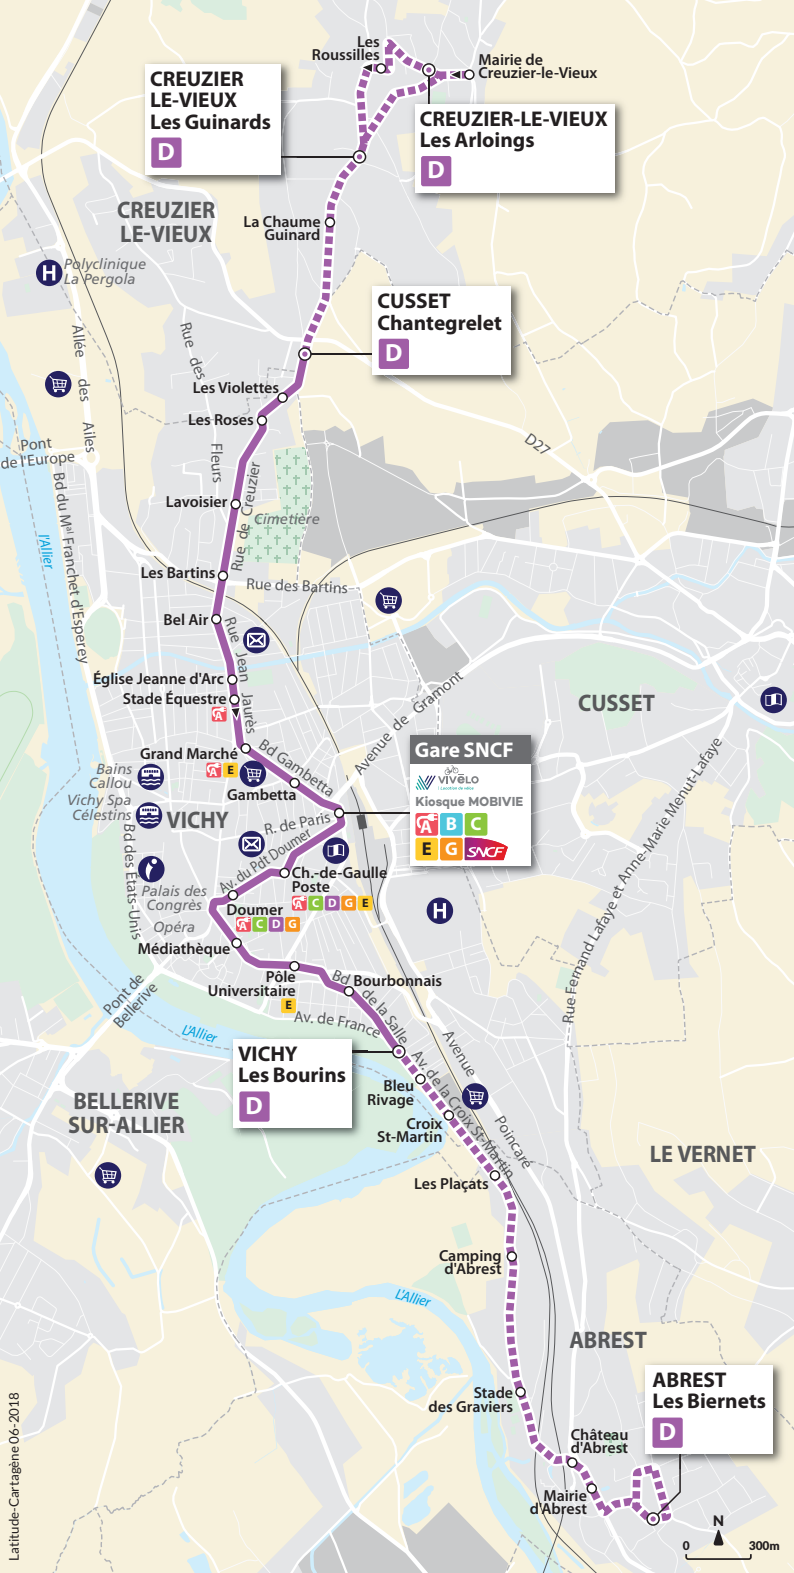 Les
Roussilles
Mairie de
Creuzier-le-Vieux
CREUZIER
LE-VIEUX
Les Guinards
D
CREUZIER-LE-VIEUX
Les Arloings
D
CREUZIER
LE-VIEUX
La Chaume
Guinard
H
Polyclinique
La Pergola
CUSSET
Chantegrelet
D
Allée des Ailes
Rue des Fleurs
Les Violettes
Les Roses
Pont
de l'Europe
D27
Lavoisier
Rue de Creuzier
Cimetière
Bd du Mal Franchet d'Esperey
l'Allier
Les Bartins
Rue des Bartins
Bel Air
Rue Jean Jaurès
Église Jeanne d'Arc
Stade Équestre
A
Avenue de Gramont
CUSSET
Grand Marché
A E
Bd Gambetta
Gare SNCF
vivélo
Location de vélos
Kiosque MOBIVIE
A B C
E G SNCF
Bains
Callou
Vichy Spa
Célestins
Gambetta
VICHY
R. de Paris
Av. du Pdt Doumer
Bd des États-Unis
Ch.-de-Gaulle
Poste
A C D G E
Palais des
Congrès
Doumer
A C D G
Opéra
H
Médiathèque
Rue Fernand Lafaye et Anne-Marie Menut-Lafaye
Pôle
Universitaire
E
Bourbonnais
Bd de la Salle
Pont de
Bellerive
Av. de France
l'Allier
VICHY
Les Bourins
D
Avenue Poincaré
Av. de la Croix St-Martin
Bleu
Rivage
BELLERIVE
SUR-ALLIER
Croix
St-Martin
LE VERNET
Les Plaçats
Camping
d'Abrest
L'Allier
ABREST
Stade
des Graviers
ABREST
Les Biernets
D
Château
d'Abrest
Mairie
d'Abrest
N
0 300m
Latitude-Cartagène 06-2018